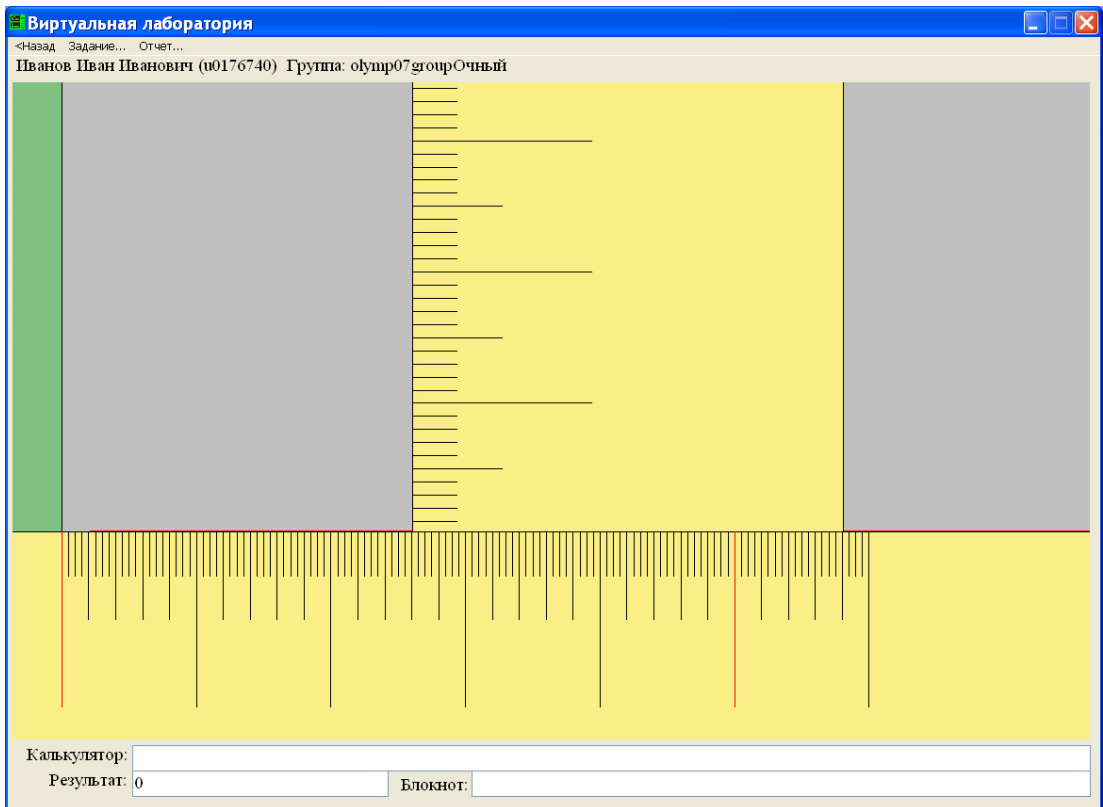 Виртуальная лаборатория
<Назад Задание... Отчет...
Иванов Иван Иванович (u0176740) Группа: olymp07groupОчный
Калькулятор:
Результат: 0 Блокнот: